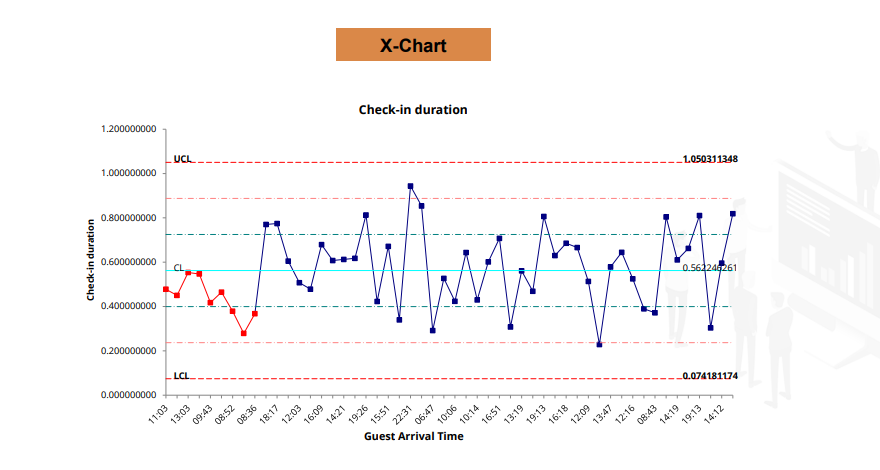 X-Chart
Check-in duration
1.200000000
UCL
1.050311348
1.000000000
0.800000000
0.600000000
CL
0.562246261
0.400000000
0.200000000
LCL
0.074181174
0.000000000
Check-in duration
11:03 13:03 09:43 08:52 08:36 18:17 12:03 16:09 14:21 19:26 15:51 22:31 06:47 10:06 10:14 16:51 13:19 19:13 16:18 12:09 13:47 12:16 08:43 14:19 19:13 14:12
Guest Arrival Time